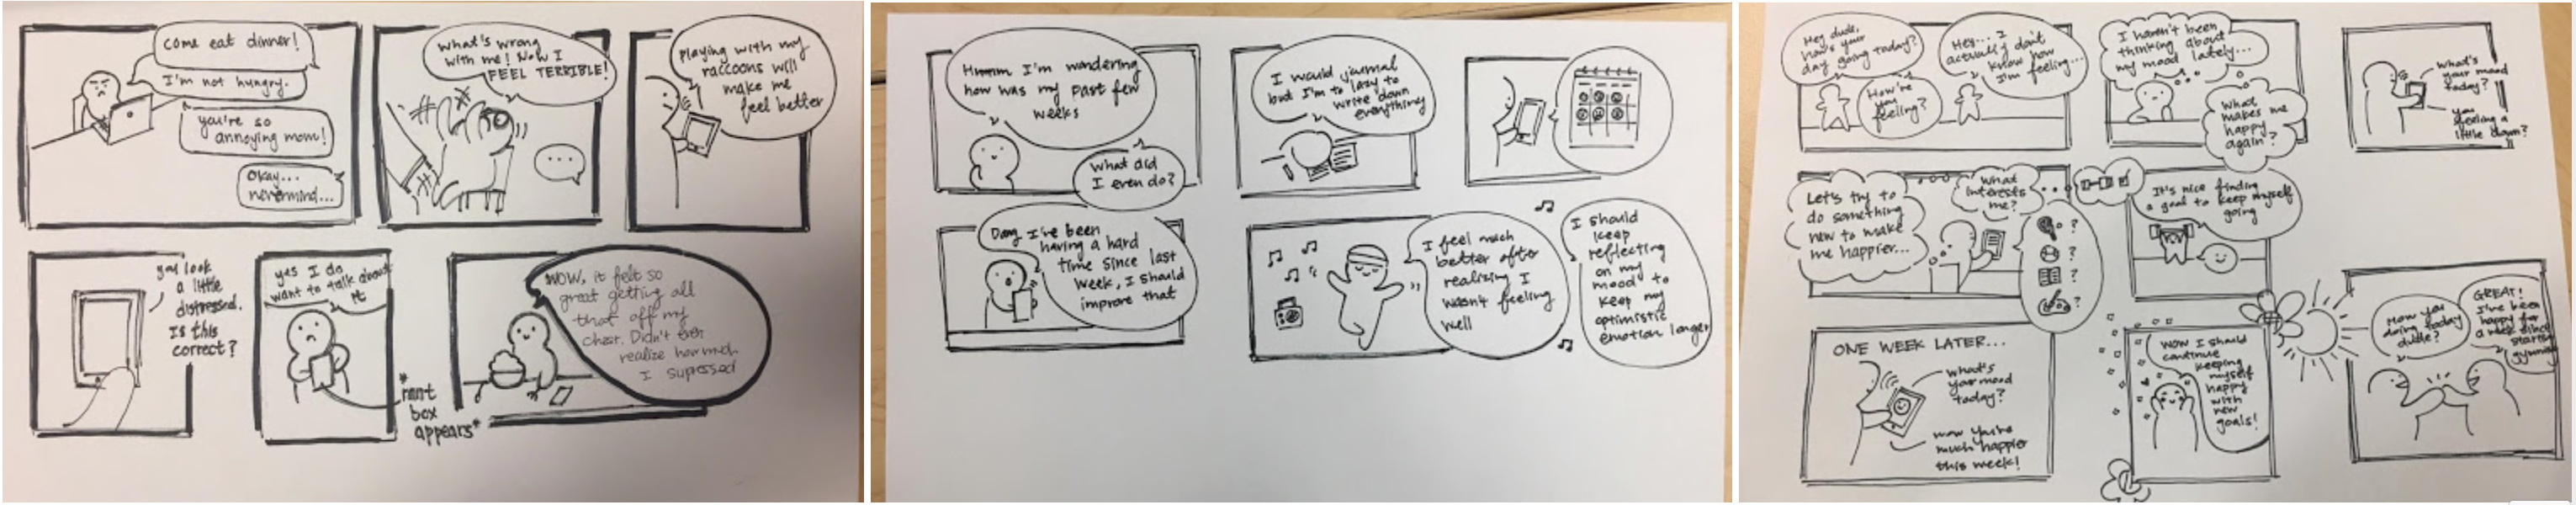 Come eat dinner!
I'm not hungry.
you're so
annoying mom!
Okay...
nevermind...
What's wrong
with me! Now I
FEEL TERRIBLE!
...
playing with my
raccoons will
make me
feel better
you look
a little
distressed.
Is this
correct?
yes I do
want to talk about
it
*rant
box
appears*
WOW, it felt so
great getting all
that off my
chest. Didn't even
realize how much
I supressed
Hmmm I'm wondering
how was my past few
weeks
What did
I even do?
I would journal
but I'm to lazy to
write down
everything
Dang I've been
having a hard
time since last
week, I should
improve that
I feel much
better after
realizing I
wasn't feeling
well
I should
keep
reflecting
on my
mood to
keep my
optimistic
emotion longer
Hey dude,
how's your
day going today?
How're
you
feeling?
Hey... I
actually don't
know how
I'm feeling...
I haven't been
thinking about
my mood lately...
What
makes me
happy
again?
what's
your mood
today?
you
feeling a
little down?
Let's try to
do something
new to make
me happier...
What
interests
me?
?
?
?
?
It's nice finding
a goal to keep myself
going
ONE WEEK LATER...
what's
your mood
today?
wow you're
much happier
this week!
WOW I should
continue
keeping
myself
happy
with
new
goals!
How you
doing today
dude?
GREAT!
I've been
happy for
a week since
starting
gymming